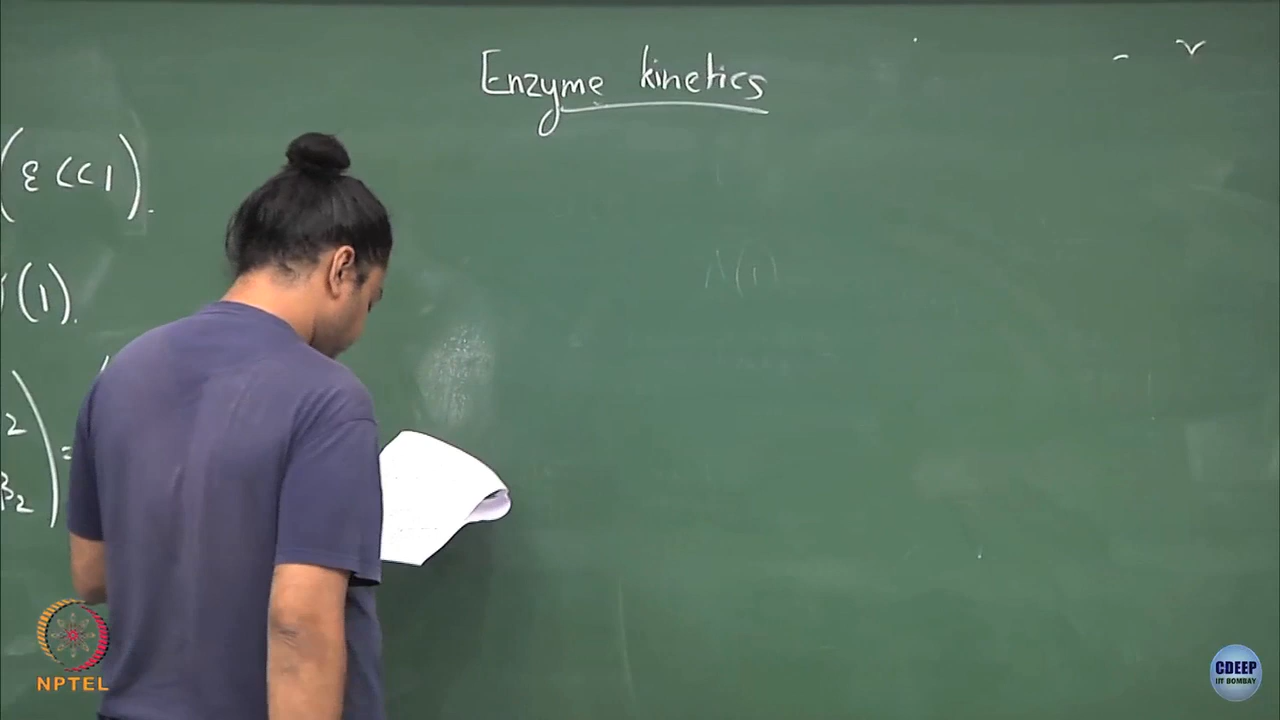 Enzyme kinetics
(ε << 1).
(1).
2
β2
=
NPTEL
CDEEP
IIT BOMBAY